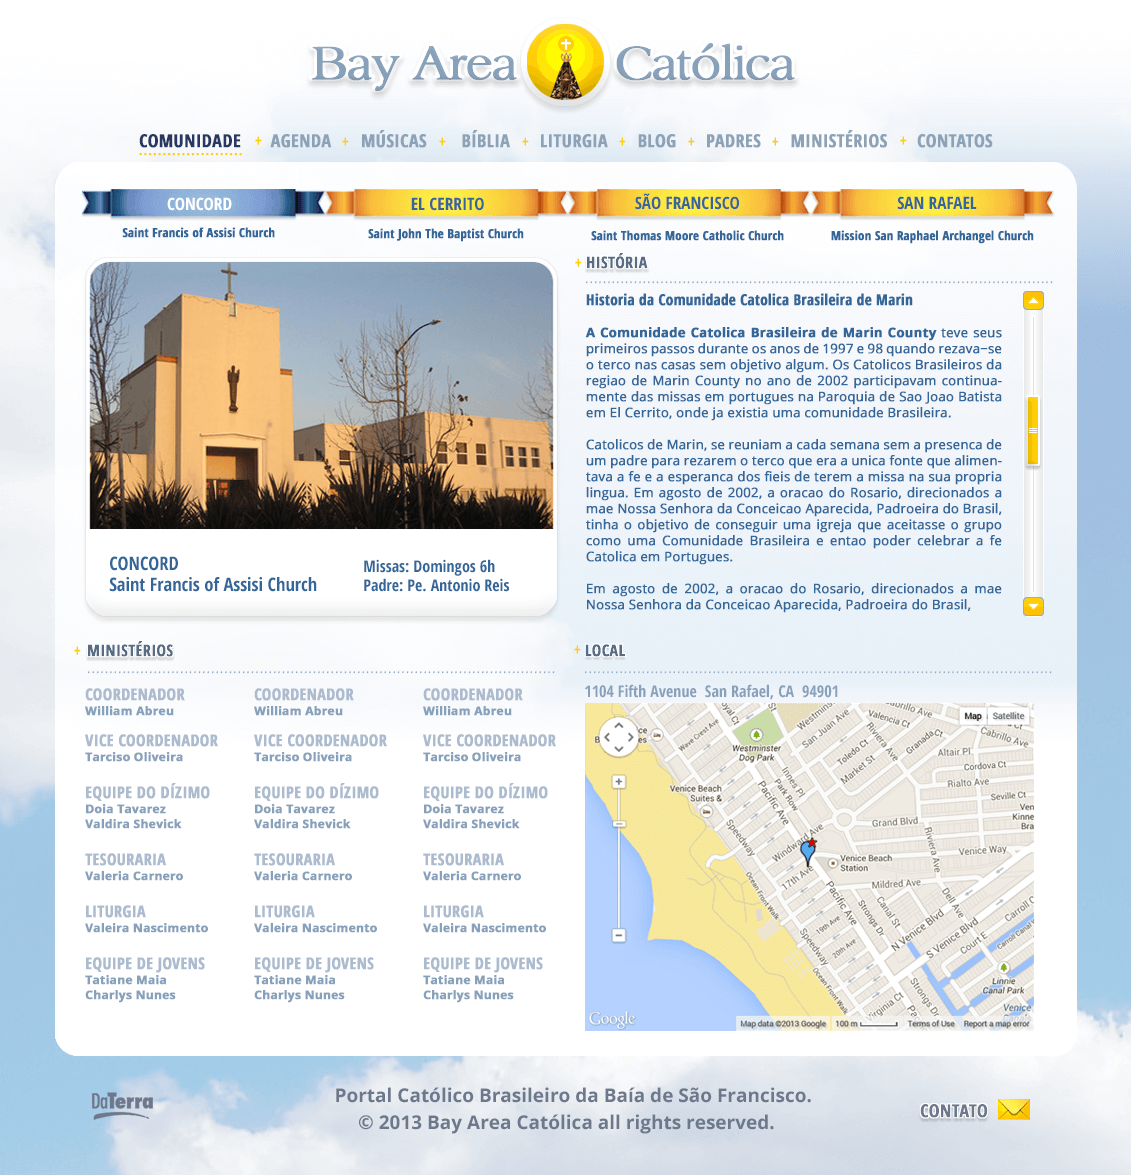 Bay Area Católica
COMUNIDADE
AGENDA
MÚSICAS
BÍBLIA
LITURGIA
BLOG
PADRES
MINISTÉRIOS
CONTATOS
CONCORD
EL CERRITO
SÃO FRANCISCO
SAN RAFAEL
Saint Francis of Assisi Church
Saint John The Baptist Church
Saint Thomas Moore Catholic Church
Mission San Raphael Archangel Church
CONCORD
Saint Francis of Assisi Church
Missas: Domingos 6h
Padre: Pe. Antonio Reis
HISTÓRIA
Historia da Comunidade Catolica Brasileira de Marin
A Comunidade Catolica Brasileira de Marin County teve seus
primeiros passos durante os anos de 1997 e 98 quando rezava-se
o terco nas casas sem objetivo algum. Os Catolicos Brasileiros da
regiao de Marin County no ano de 2002 participavam continua-
mente das missas em portugues na Paroquia de Sao Joao Batista
em El Cerrito, onde ja existia uma comunidade Brasileira.
Catolicos de Marin, se reuniam a cada semana sem a presenca de
um padre para rezarem o terco que era a unica fonte que alimen-
tava a fe e a esperanca dos fieis de terem a missa na sua propria
lingua. Em agosto de 2002, a oracao do Rosario, direcionados a
mae Nossa Senhora da Conceicao Aparecida, Padroeira do Brasil,
tinha o objetivo de conseguir uma igreja que aceitasse o grupo
como uma Comunidade Brasileira e entao poder celebrar a fe
Catolica em Portugues.
Em agosto de 2002, a oracao do Rosario, direcionados a mae
Nossa Senhora da Conceicao Aparecida, Padroeira do Brasil,
MINISTÉRIOS
COORDENADOR
William Abreu
VICE COORDENADOR
Tarciso Oliveira
EQUIPE DO DÍZIMO
Doia Tavarez
Valdira Shevick
TESOURARIA
Valeria Carnero
LITURGIA
Valeira Nascimento
EQUIPE DE JOVENS
Tatiane Maia
Charlys Nunes
COORDENADOR
William Abreu
VICE COORDENADOR
Tarciso Oliveira
EQUIPE DO DÍZIMO
Doia Tavarez
Valdira Shevick
TESOURARIA
Valeria Carnero
LITURGIA
Valeira Nascimento
EQUIPE DE JOVENS
Tatiane Maia
Charlys Nunes
COORDENADOR
William Abreu
VICE COORDENADOR
Tarciso Oliveira
EQUIPE DO DÍZIMO
Doia Tavarez
Valdira Shevick
TESOURARIA
Valeria Carnero
LITURGIA
Valeira Nascimento
EQUIPE DE JOVENS
Tatiane Maia
Charlys Nunes
LOCAL
1104 Fifth Avenue San Rafael, CA 94901
Map
Satellite
Wave Crest Ave
Westminster
Dog Park
San Juan Ave
Valencia Ct
Riviera Ave
Cabrillo Ave
Granada Ct
Toledo Ct
Market St
Altair Pl
Cordova Ct
Rialto Ave
Seville Ct
Innes Pl
Park Row
Pacific Ave
Venice Beach
Suites &
Speedway
Grand Blvd
Riviera Ave
Windward Ave
17th Ave
Venice Beach
Station
Venice Way
Mildred Ave
Ocean Front Walk
Pacific Ave
Canal St
Dell Ave
Strongs Dr
N Venice Blvd
S Venice Blvd
Court E
Carroll C
19th Ave
20th Ave
Speedway
Ocean Front Walk
Virginia Ct
Strongs Dr
Linnie
Canal Park
Venice
Google
Map data ©2013 Google
100 m
Terms of Use
Report a map error
DaTerra
Portal Católico Brasileiro da Baía de São Francisco.
© 2013 Bay Area Católica all rights reserved.
CONTATO